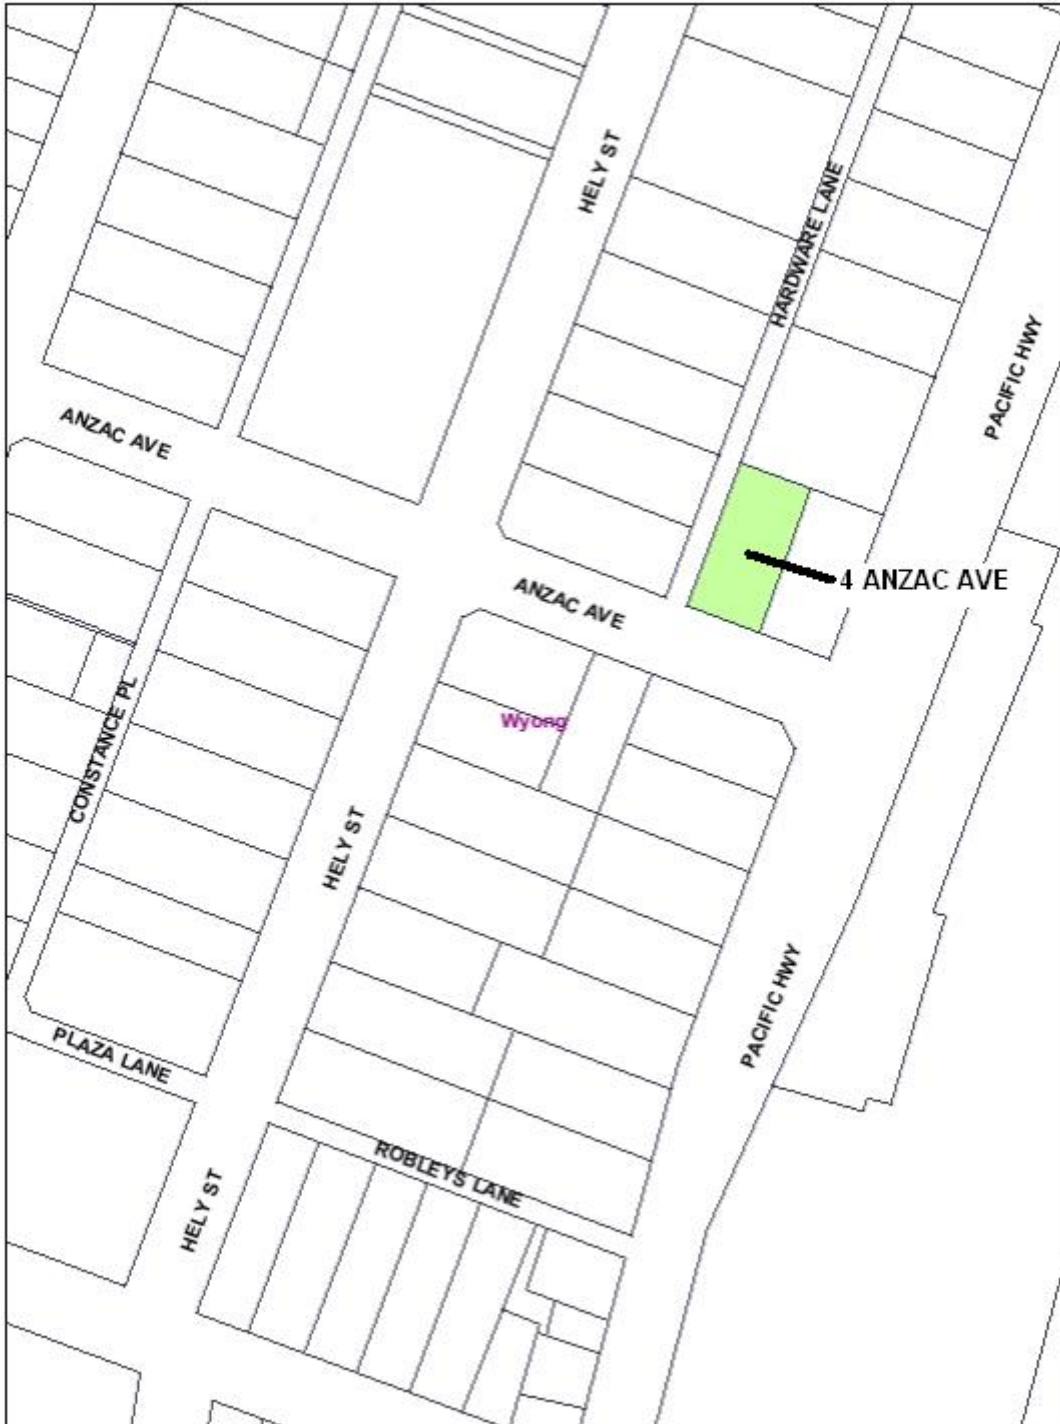 HELY ST
HARDWARE LANE
PACIFIC HWY
ANZAC AVE
4 ANZAC AVE
ANZAC AVE
Wyong
CONSTANCE PL
HELY ST
PACIFIC HWY
PLAZA LANE
ROBLEYS LANE
HELY ST